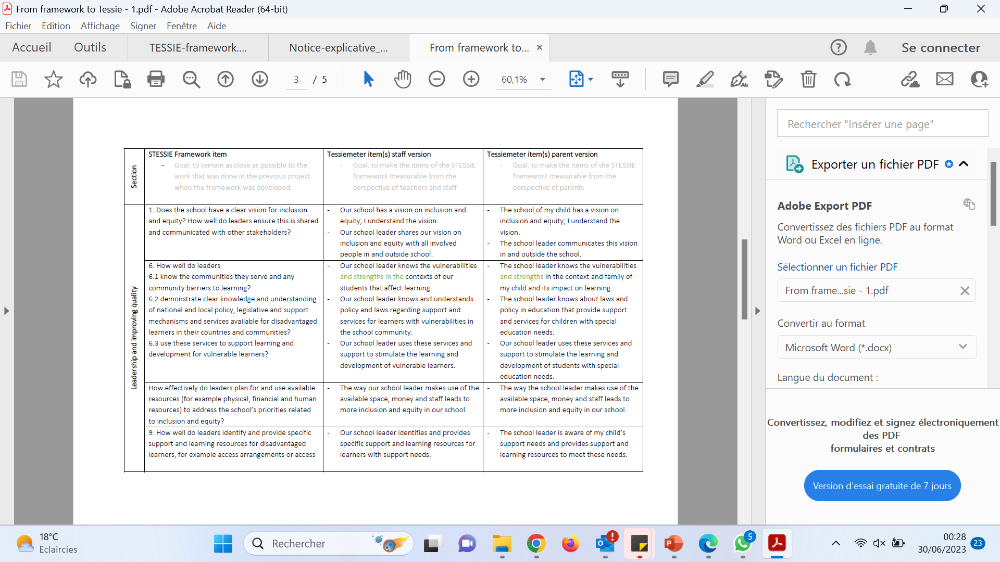 From framework to Tessie - 1.pdf - Adobe Acrobat Reader (64-bit)
Fichier Edition Affichage Signer Fenêtre Aide
Accueil Outils TESSIE-framework.... Notice-explicative_... From framework to... × ? Se connecter
3 / 5 60,1%
Section
STESSIE Framework item
- Goal: to remain as close as possible to the
work that was done in the previous project
when the framework was developed.
Tessiemeter item(s) staff version
- Goal: to make the items of the STESSIE
framework measurable from the
perspective of teachers and staff
Tessiemeter item(s) parent version
- Goal: to make the items of the STESSIE
framework measurable from the
perspective of parents
Leadership and improving quality
1. Does the school have a clear vision for inclusion
and equity? How well do leaders ensure this is shared
and communicated with other stakeholders?
- Our school has a vision on inclusion and
equity; I understand the vision.
- Our school leader shares our vision on
inclusion and equity with all involved
people in and outside school.
- The school of my child has a vision on
inclusion and equity; I understand the
vision.
- The school leader communicates this vision
in and outside the school.
6. How well do leaders
6.1 know the communities they serve and any
community barriers to learning?
6.2 demonstrate clear knowledge and understanding
of national and local policy, legislative and support
mechanisms and services available for disadvantaged
learners in their countries and communities?
6.3 use these services to support learning and
development for vulnerable learners?
- Our school leader knows the vulnerabilities
and strengths in the contexts of our
students that affect learning.
- Our school leader knows and understands
policy and laws regarding support and
services for learners with vulnerabilities in
the school community.
- Our school leader uses these services and
support to stimulate the learning and
development of vulnerable learners.
- The school leader knows the vulnerabilities
and strengths in the context and family of
my child and its impact on learning.
- The school leader knows about laws and
policy in education that provide support
and services for children with special
education needs.
- Our school leader uses these services and
support to stimulate the learning and
development of students with special
education needs.
How effectively do leaders plan for and use available
resources (for example physical, financial and human
resources) to address the school's priorities related
to inclusion and equity?
- The way our school leader makes use of the
available space, money and staff leads to
more inclusion and equity in our school.
- The way the school leader makes use of the
available space, money and staff leads to
more inclusion and equity in our school.
9. How well do leaders identify and provide specific
support and learning resources for disadvantaged
learners, for example access arrangements or access
- Our school leader identifies and provides
specific support and learning resources for
learners with support needs.
- The school leader is aware of my child's
support needs and provides support and
learning resources to meet these needs.
Rechercher "Insérer une page"
Exporter un fichier PDF
Adobe Export PDF
Convertissez des fichiers PDF au format
Word ou Excel en ligne.
Sélectionner un fichier PDF
From frame...sie - 1.pdf
Convertir au format
Microsoft Word (*.docx)
Langue du document :
Convertissez, modifiez et signez électroniquement
des PDF
formulaires et contrats
Version d'essai gratuite de 7 jours
18°C
Eclaircies
Rechercher
5
00:28
30/06/2023
23